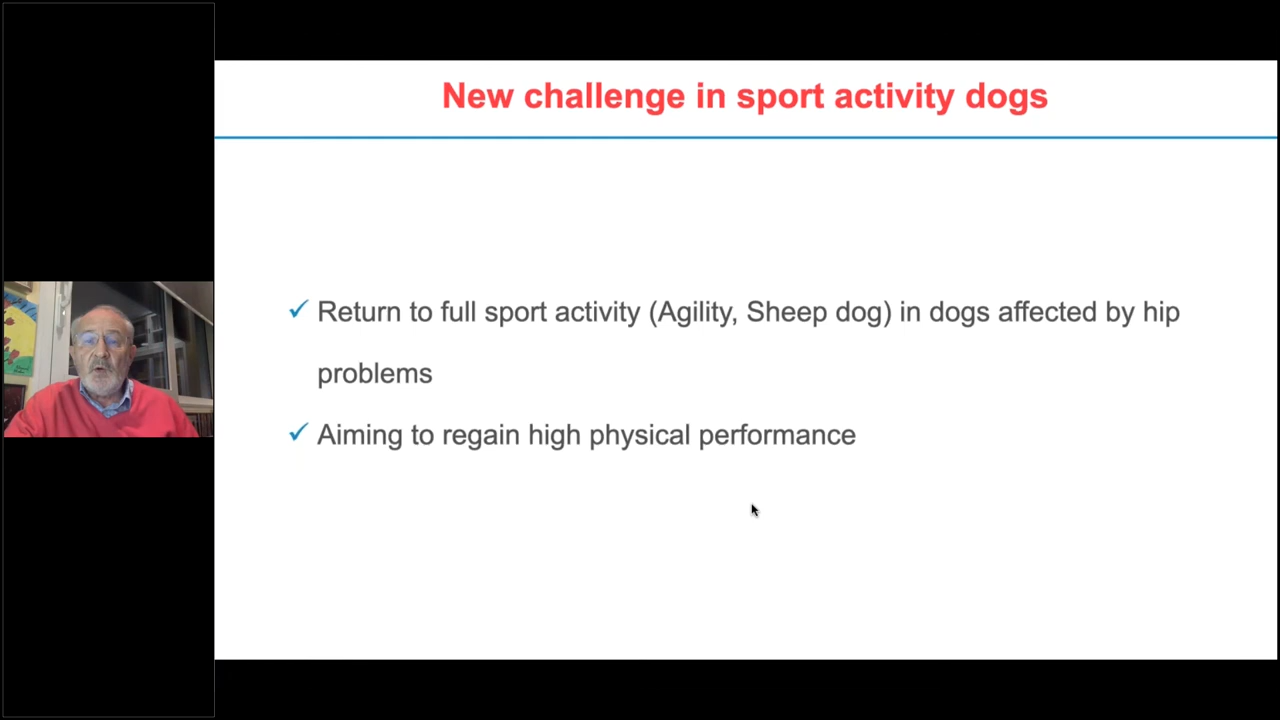 New challenge in sport activity dogs
✓ Return to full sport activity (Agility, Sheep dog) in dogs affected by hip
problems
✓ Aiming to regain high physical performance